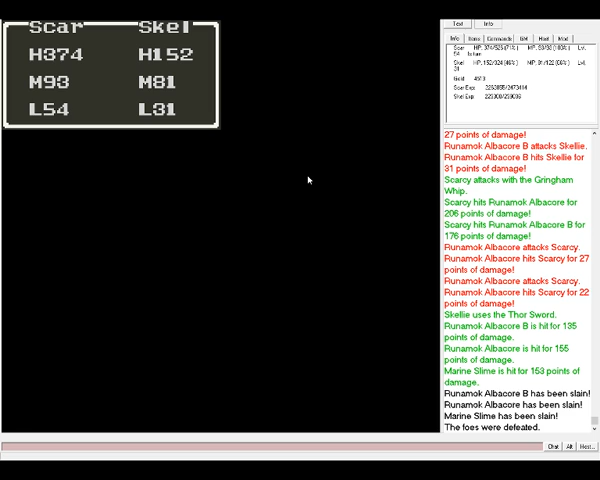 Scar Skel
H374 H152
M93 M81
L54 L31
Text Info
Info Items Commands GM Host Mod
Gold 4513
27 points of damage!
Runamok Albacore B attacks Skellie.
Runamok Albacore B hits Skellie for
31 points of damage!
Scarcy attacks with the Gringham
Whip.
Scarcy hits Runamok Albacore for
206 points of damage!
Scarcy hits Runamok Albacore B for
176 points of damage!
Runamok Albacore attacks Scarcy.
Runamok Albacore hits Scarcy for 27
points of damage!
Runamok Albacore attacks Scarcy.
Runamok Albacore hits Scarcy for 22
points of damage!
Skellie uses the Thor Sword.
Runamok Albacore B is hit for 135
points of damage.
Runamok Albacore is hit for 155
points of damage.
Marine Slime is hit for 153 points of
damage.
Runamok Albacore B has been slain!
Runamok Albacore has been slain!
Marine Slime has been slain!
The foes were defeated.
Chat All